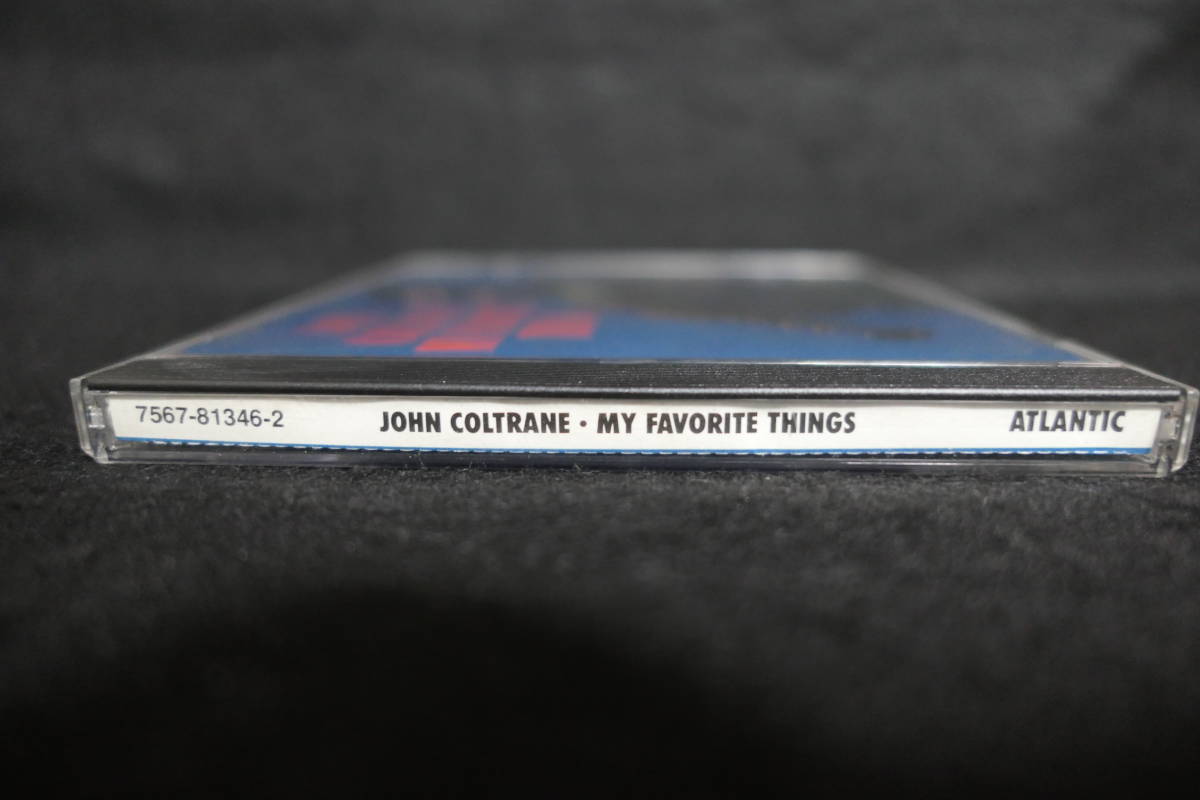 7567-81346-2 JOHN COLTRANE · MY FAVORITE THINGS ATLANTIC